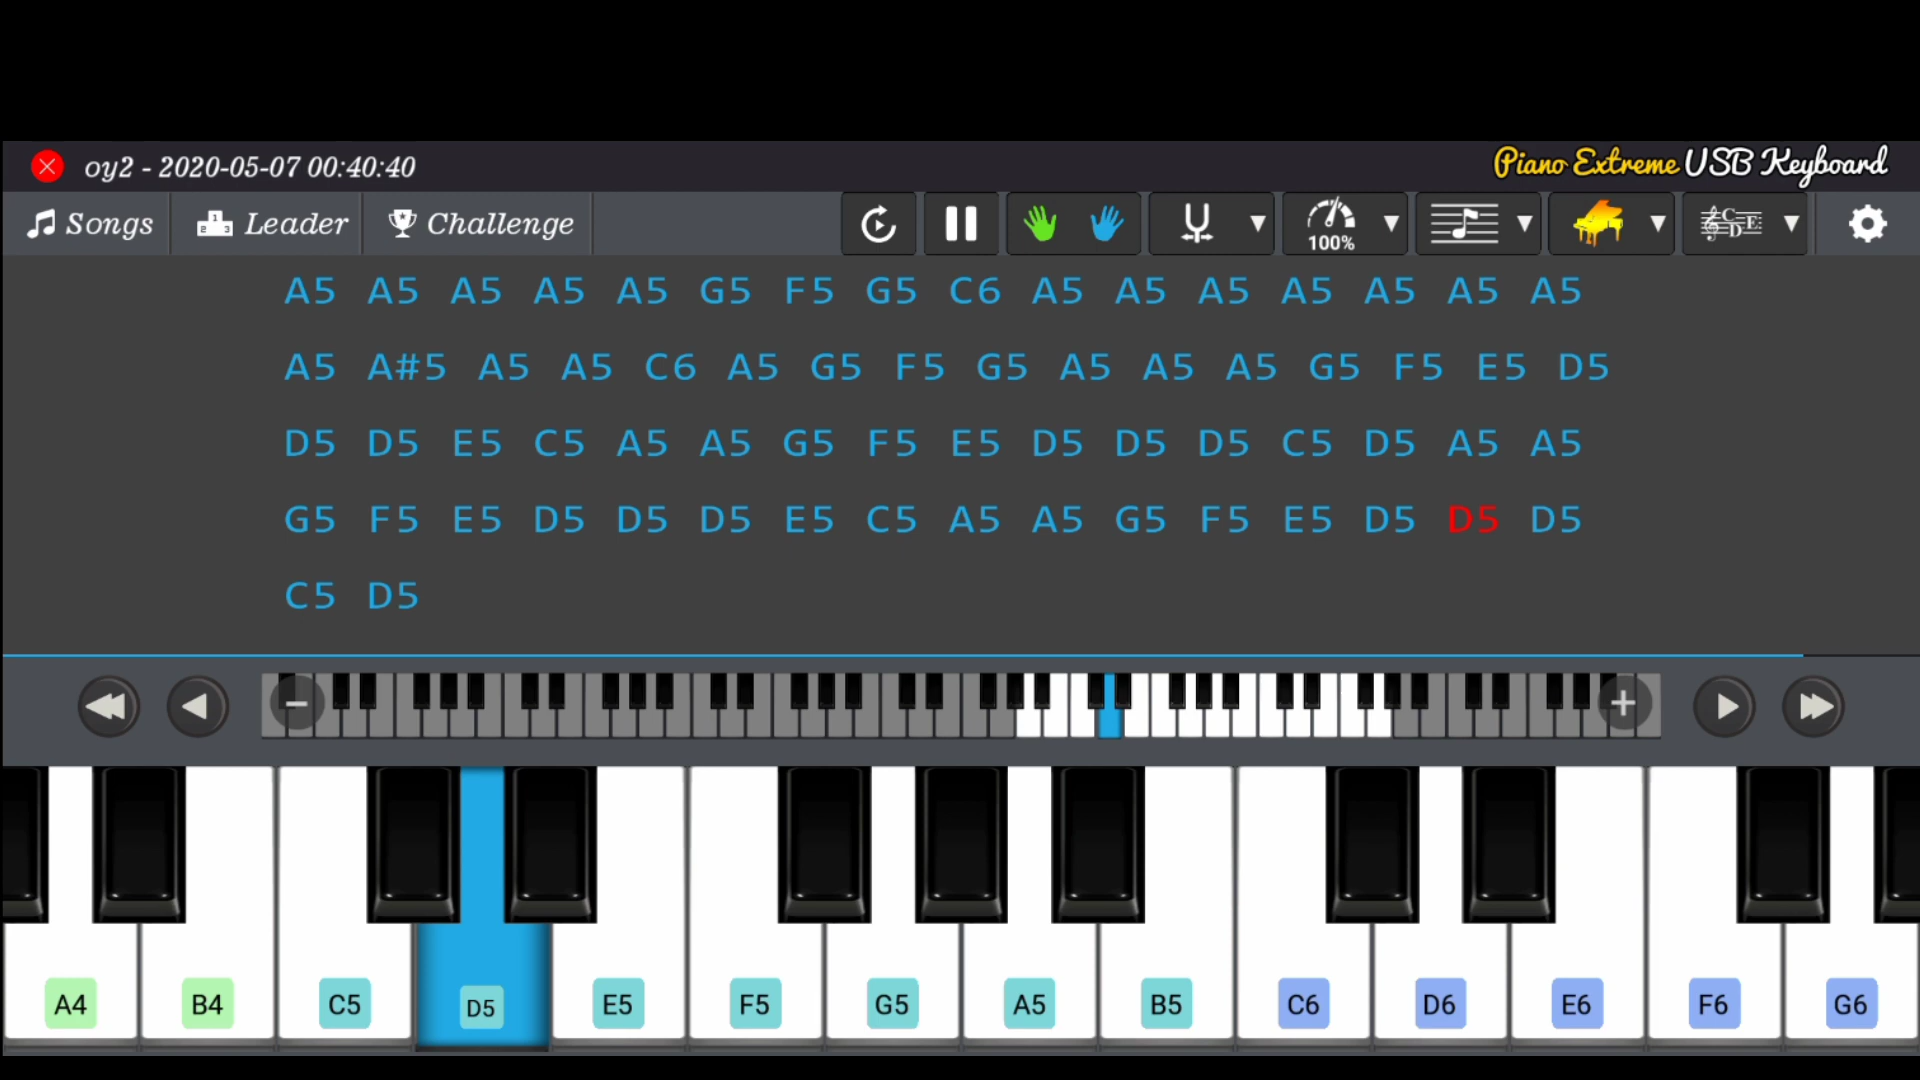 oy2 - 2020-05-07 00:40:40
Piano Extreme USB Keyboard
Songs 1 2 3 Leader Challenge 100% C D E
A5 A5 A5 A5 A5 G5 F5 G5 C6 A5 A5 A5 A5 A5 A5 A5
A5 A#5 A5 A5 C6 A5 G5 F5 G5 A5 A5 A5 G5 F5 E5 D5
D5 D5 E5 C5 A5 A5 G5 F5 E5 D5 D5 D5 C5 D5 A5 A5
G5 F5 E5 D5 D5 D5 E5 C5 A5 A5 G5 F5 E5 D5 D5 D5
C5 D5
A4 B4 C5 D5 E5 F5 G5 A5 B5 C6 D6 E6 F6 G6